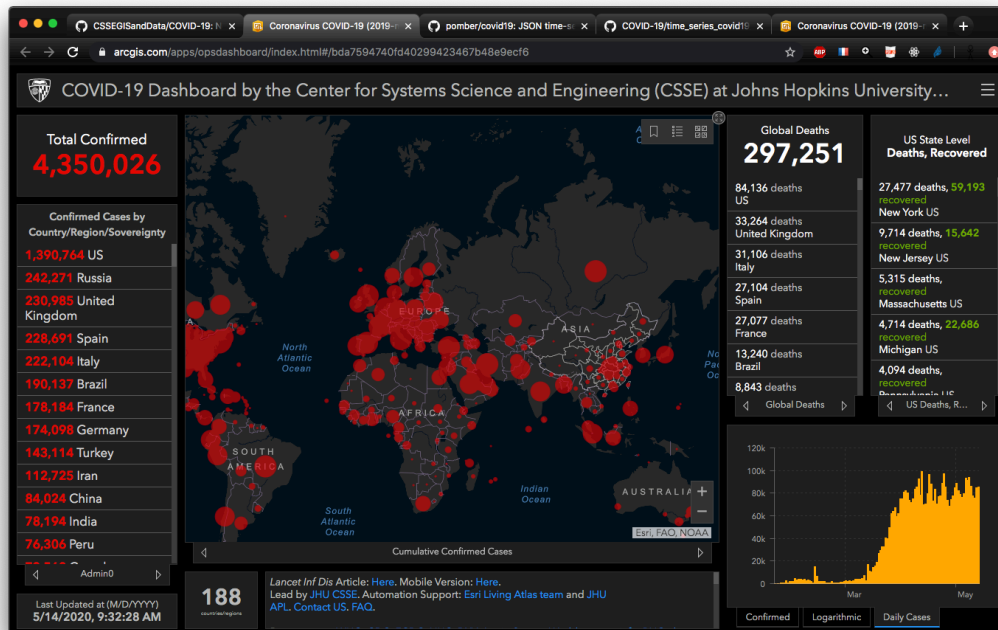 CSSEGISandData/COVID-19: N
Coronavirus COVID-19 (2019-n
pomber/covid19: JSON time-s
COVID-19/time_series_covid19
Coronavirus COVID-19 (2019-n
arcgis.com/apps/opsdashboard/index.html#/bda7594740fd40299423467b48e9ecf6
ABP
COVID-19 Dashboard by the Center for Systems Science and Engineering (CSSE) at Johns Hopkins University...
Total Confirmed
4,350,026
Confirmed Cases by
Country/Region/Sovereignty
1,390,764 US
242,271 Russia
230,985 United
Kingdom
228,691 Spain
222,104 Italy
190,137 Brazil
178,184 France
174,098 Germany
143,114 Turkey
112,725 Iran
84,024 China
78,194 India
76,306 Peru
Admin0
Last Updated at (M/D/YYYY)
5/14/2020, 9:32:28 AM
EUROPE
ASIA
North
Atlantic
Ocean
AFRICA
SOUTH
AMERICA
Indian
Ocean
AUSTRALIA
South
Atlantic
Ocean
Esri, FAO, NOAA
Cumulative Confirmed Cases
188
countries/regions
Lancet Inf Dis Article: Here. Mobile Version: Here.
Lead by JHU CSSE. Automation Support: Esri Living Atlas team and JHU
APL. Contact US. FAQ.
Global Deaths
297,251
84,136 deaths
US
33,264 deaths
United Kingdom
31,106 deaths
Italy
27,104 deaths
Spain
27,077 deaths
France
13,240 deaths
Brazil
8,843 deaths
Global Deaths
US State Level
Deaths, Recovered
27,477 deaths, 59,193
recovered
New York US
9,714 deaths, 15,642
recovered
New Jersey US
5,315 deaths,
recovered
Massachusetts US
4,714 deaths, 22,686
recovered
Michigan US
4,094 deaths,
recovered
Pennsylvania US
US Deaths, R...
120k
100k
80k
60k
40k
20k
0
Mar
May
Confirmed
Logarithmic
Daily Cases